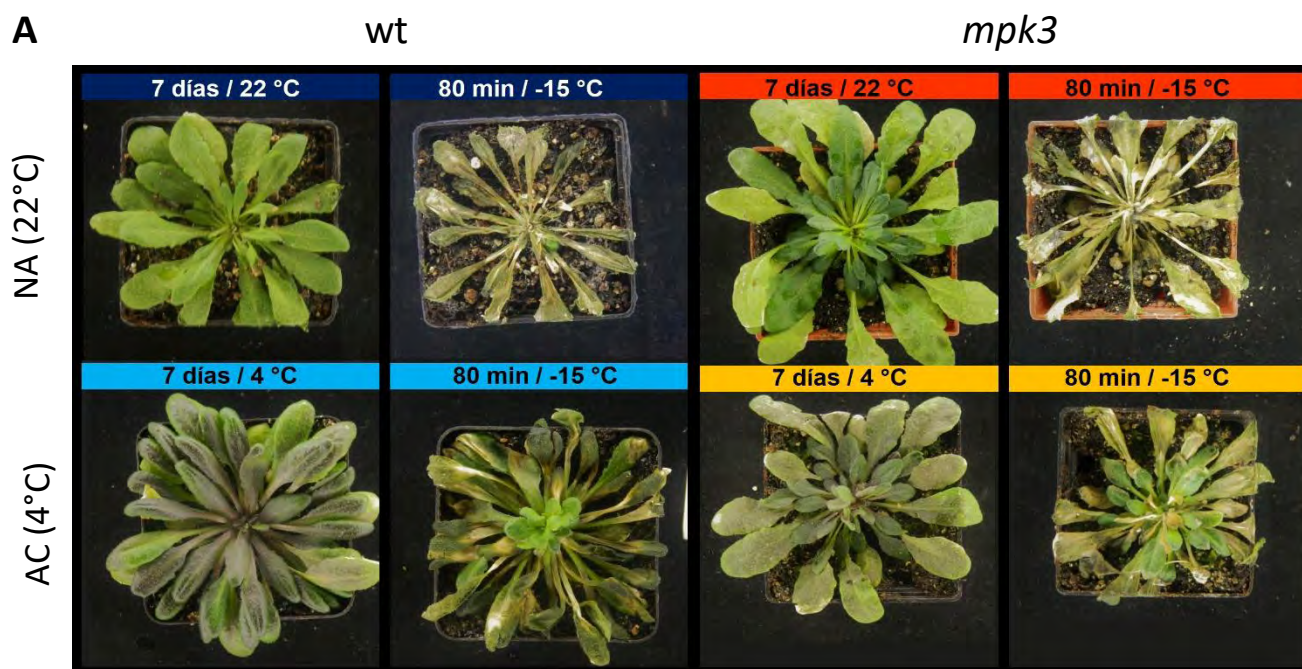 A
wt mpk3
7 días / 22 °C 80 min / -15 °C 7 días / 22 °C 80 min / -15 °C
NA (22°C)
7 días / 4 °C 80 min / -15 °C 7 días / 4 °C 80 min / -15 °C
AC (4°C)